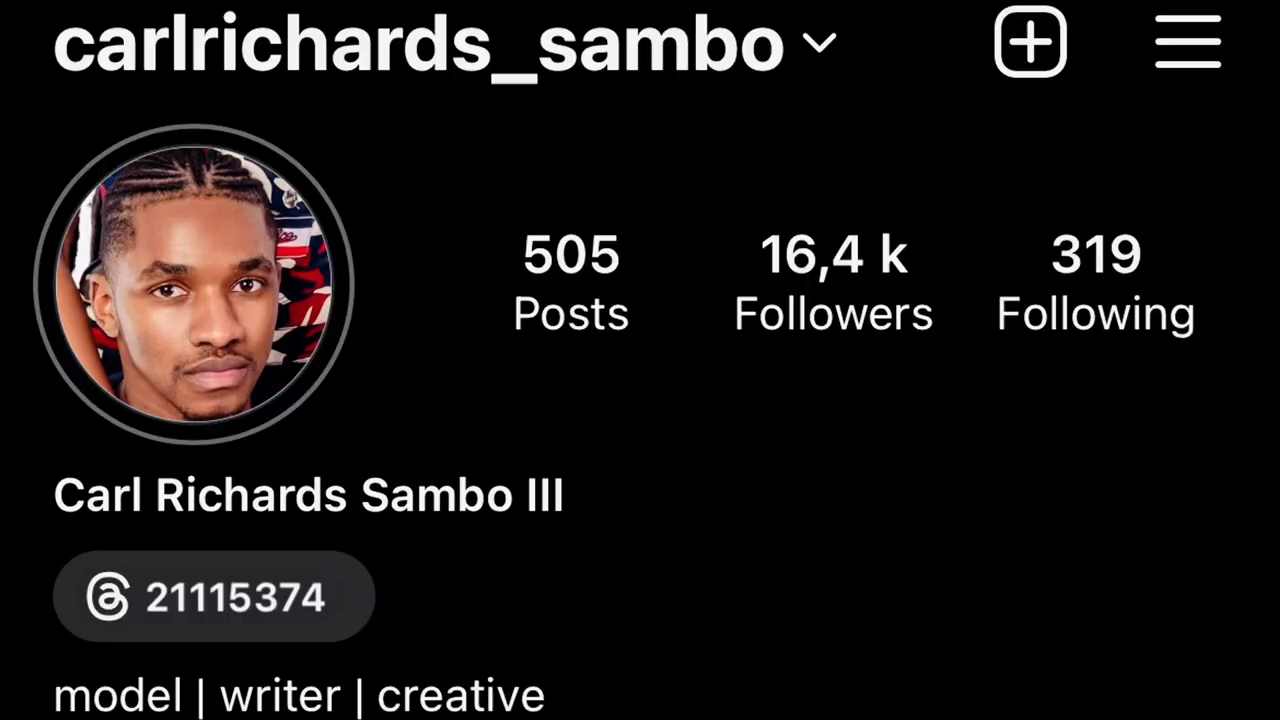 carlrichards_sambo
505 16,4 k 319
Posts Followers Following
Carl Richards Sambo III
21115374
model | writer | creative